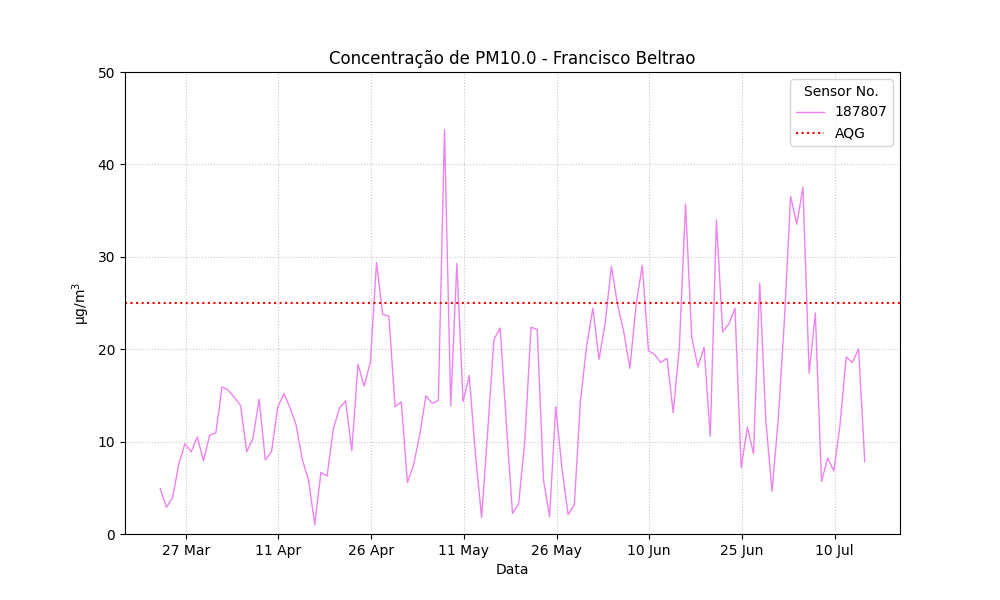 Concentração de PM10.0 - Francisco Beltrao
Sensor No.
187807
AQG
50
40
30
20
10
0
µg/m³
27 Mar
11 Apr
26 Apr
11 May
26 May
10 Jun
25 Jun
10 Jul
Data